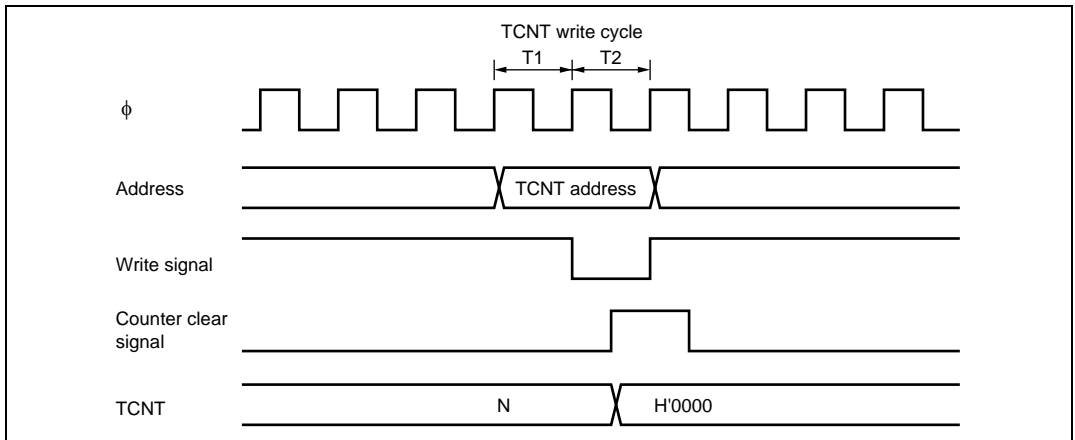 TCNT write cycle
T1 T2
ϕ
Address TCNT address
Write signal
Counter clear
signal
TCNT N H'0000